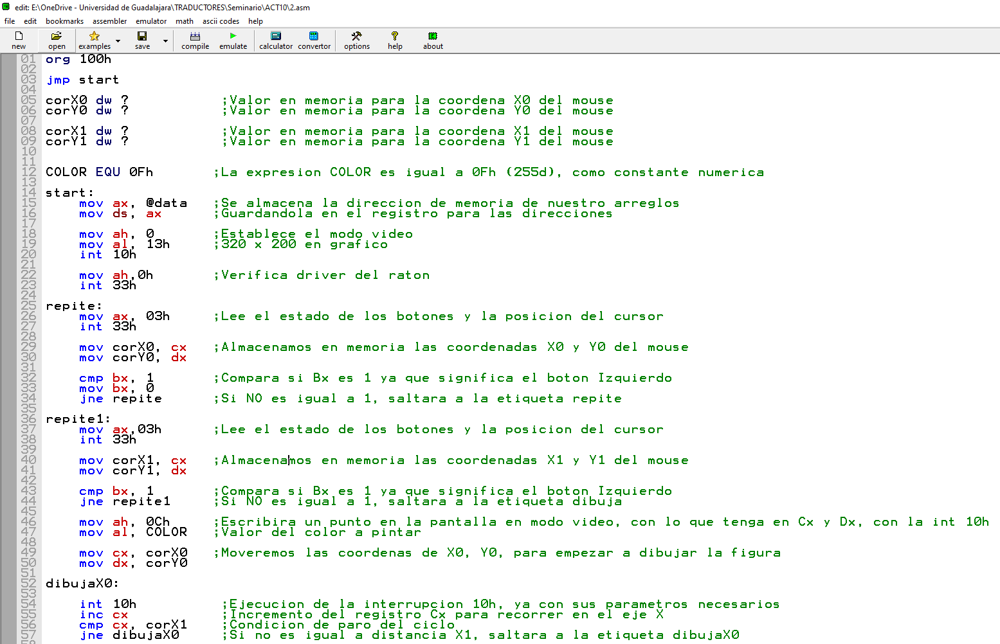 edit: E:\OneDrive - Universidad de Guadalajara\TRADUCTORES\Seminario\ACT10\2.asm
file edit bookmarks assembler emulator math ascii codes help
new open examples save compile emulate calculator convertor options help about
01 org 100h
02
03 jmp start
04
05 corX0 dw ? ;Valor en memoria para la coordena X0 del mouse
06 corY0 dw ? ;Valor en memoria para la coordena Y0 del mouse
07
08 corX1 dw ? ;Valor en memoria para la coordena X1 del mouse
09 corY1 dw ? ;Valor en memoria para la coordena Y1 del mouse
10
11
12 COLOR EQU 0Fh ;La expresion COLOR es igual a 0Fh (255d), como constante numerica
13
14 start:
15 mov ax, @data ;Se almacena la direccion de memoria de nuestro arreglos
16 mov ds, ax ;Guardandola en el registro para las direcciones
17
18 mov ah, 0 ;Establece el modo video
19 mov al, 13h ;320 x 200 en grafico
20 int 10h
21
22 mov ah,0h ;Verifica driver del raton
23 int 33h
24
25 repite:
26 mov ax, 03h ;Lee el estado de los botones y la posicion del cursor
27 int 33h
28
29 mov corX0, cx ;Almacenamos en memoria las coordenadas X0 y Y0 del mouse
30 mov corY0, dx
31
32 cmp bx, 1 ;Compara si Bx es 1 ya que significa el boton Izquierdo
33 mov bx, 0
34 jne repite ;Si NO es igual a 1, saltara a la etiqueta repite
35
36 repite1:
37 mov ax,03h ;Lee el estado de los botones y la posicion del cursor
38 int 33h
39
40 mov corX1, cx ;Almacenamos en memoria las coordenadas X1 y Y1 del mouse
41 mov corY1, dx
42
43 cmp bx, 1 ;Compara si Bx es 1 ya que significa el boton Izquierdo
44 jne repite1 ;Si NO es igual a 1, saltara a la etiqueta dibuja
45
46 mov ah, 0Ch ;Escribira un punto en la pantalla en modo video, con lo que tenga en Cx y Dx, con la int 10h
47 mov al, COLOR ;Valor del color a pintar
48
49 mov cx, corX0 ;Moveremos las coordenas de X0, Y0, para empezar a dibujar la figura
50 mov dx, corY0
51
52 dibujaX0:
53
54 int 10h ;Ejecucion de la interrupcion 10h, ya con sus parametros necesarios
55 inc cx ;Incremento del registro Cx para recorrer en el eje X
56 cmp cx, corX1 ;Condicion de paro del ciclo
57 jne dibujaX0 ;Si no es igual a distancia X1, saltara a la etiqueta dibujaX0